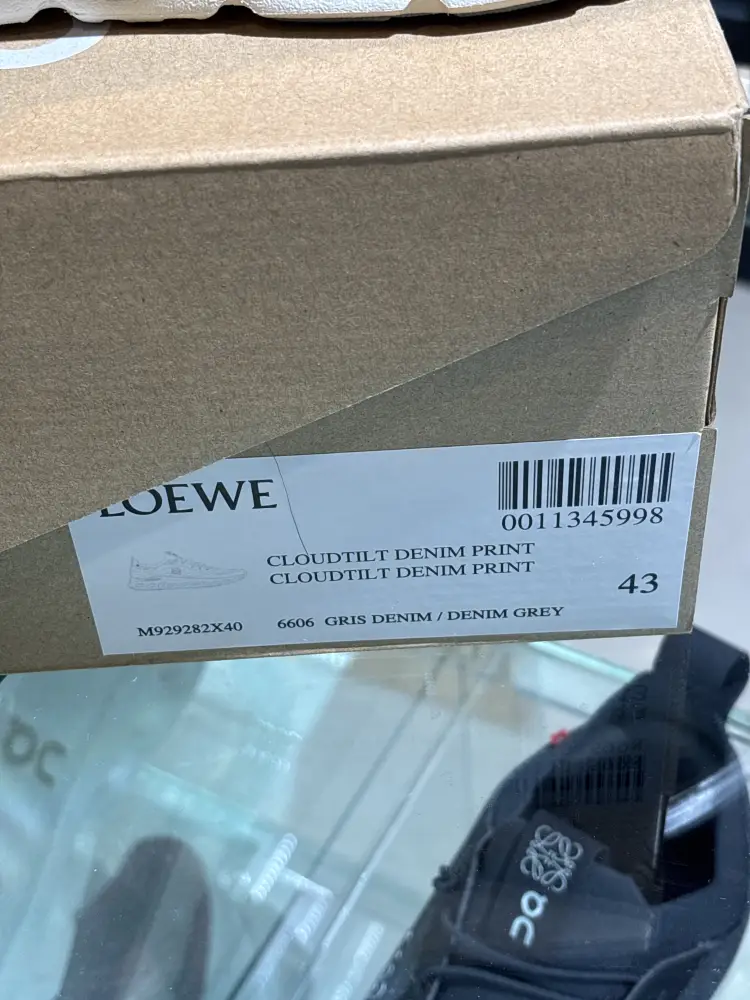 LOEWE
0011345998
CLOUDTILT DENIM PRINT
CLOUDTILT DENIM PRINT
43
M929282X40
6606 GRIS DENIM / DENIM GREY